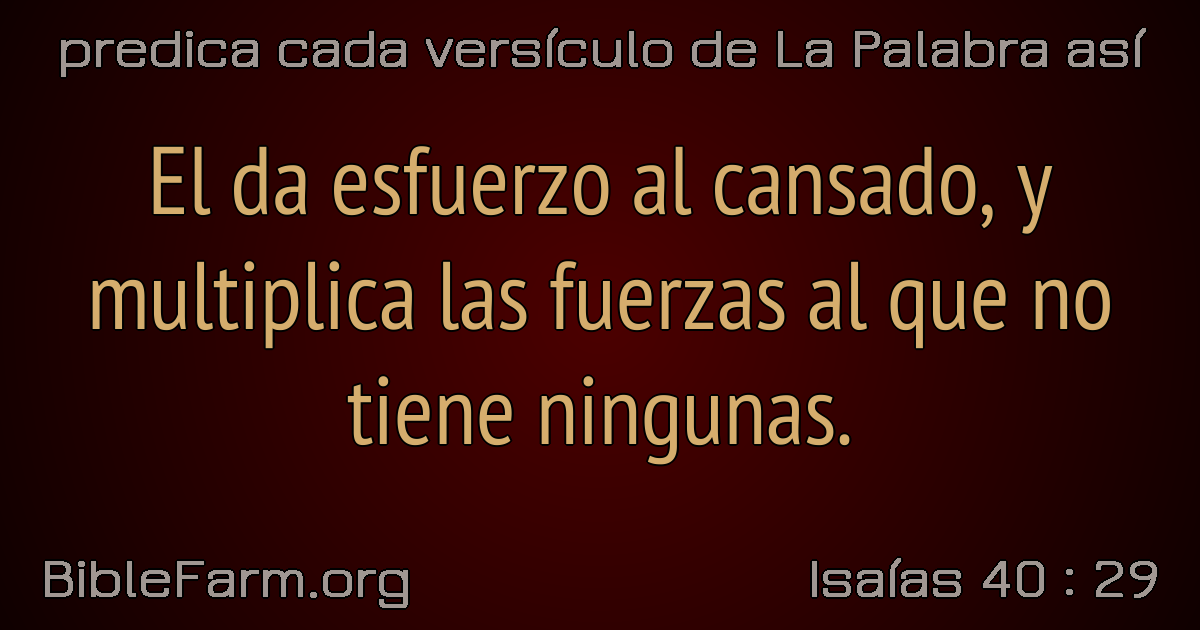 predica cada versículo de La Palabra así
El da esfuerzo al cansado, y
multiplica las fuerzas al que no
tiene ningunas.
BibleFarm.org
Isaías 40 : 29